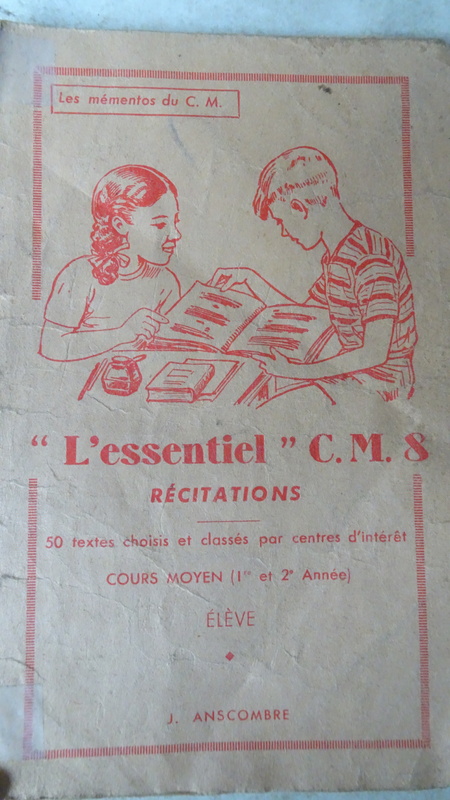 Les mémentos du C. M.
“ L'essentiel ” C. M. 8
RÉCITATIONS
50 textes choisis et classés par centres d'intérêt
COURS MOYEN (1re et 2e Année)
ÉLÈVE
J. ANSCOMBRE